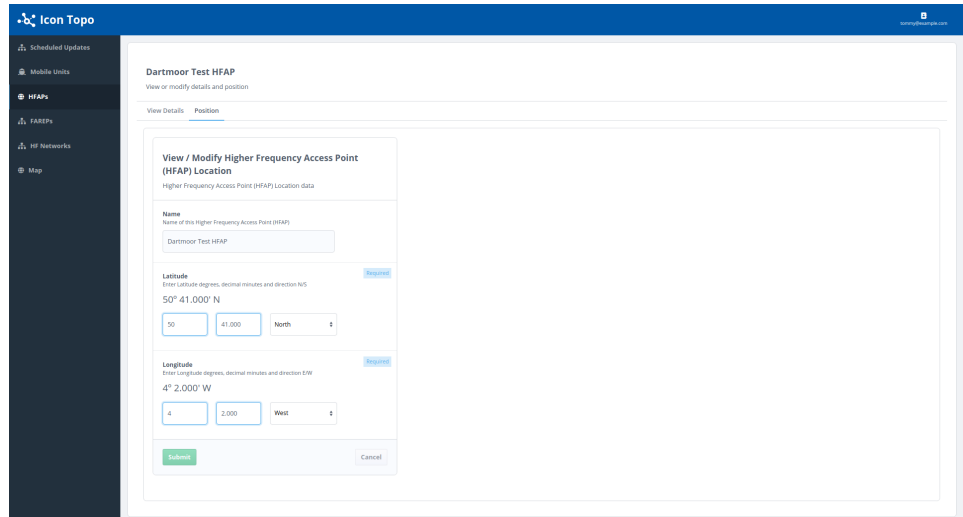 Icon Topo
tommy@example.com
Scheduled Updates
Mobile Units
HFAPs
FAREPs
HF Networks
Map
Dartmoor Test HFAP
View or modify details and position
View Details
Position
View / Modify Higher Frequency Access Point
(HFAP) Location
Higher Frequency Access Point (HFAP) Location data
Name
Name of this Higher Frequency Access Point (HFAP)
Dartmoor Test HFAP
Latitude
Required
Enter Latitude degrees, decimal minutes and direction N/S
50° 41.000' N
50
41.000
North
Longitude
Required
Enter Longitude degrees, decimal minutes and direction E/W
4° 2.000' W
4
2.000
West
Submit
Cancel